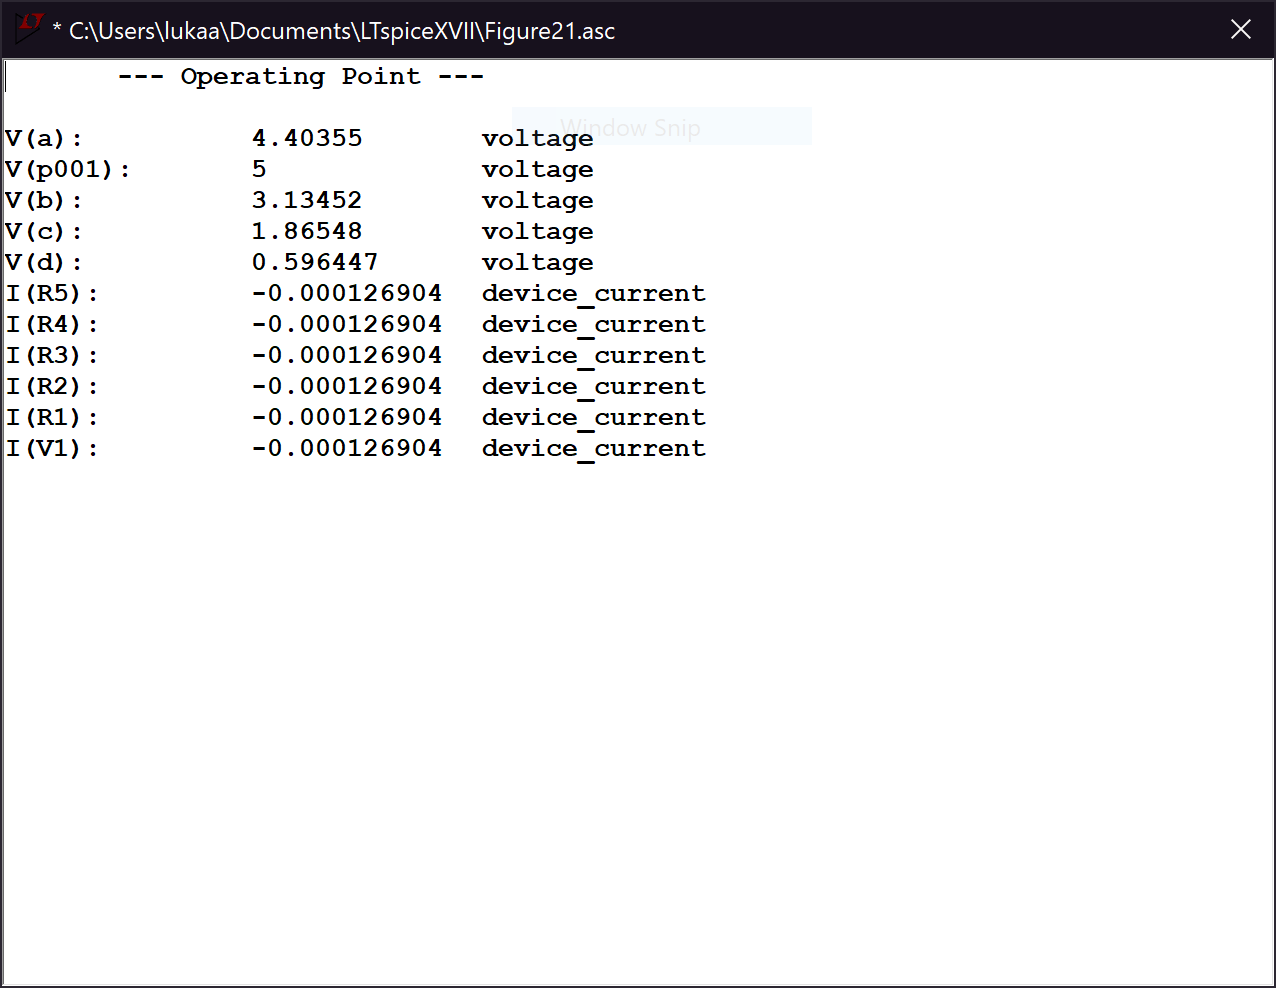 * C:\Users\lukaa\Documents\LTspiceXVII\Figure21.asc
--- Operating Point ---
Window Snip
V(a): 4.40355 voltage
V(p001): 5 voltage
V(b): 3.13452 voltage
V(c): 1.86548 voltage
V(d): 0.596447 voltage
I(R5): -0.000126904 device_current
I(R4): -0.000126904 device_current
I(R3): -0.000126904 device_current
I(R2): -0.000126904 device_current
I(R1): -0.000126904 device_current
I(V1): -0.000126904 device_current